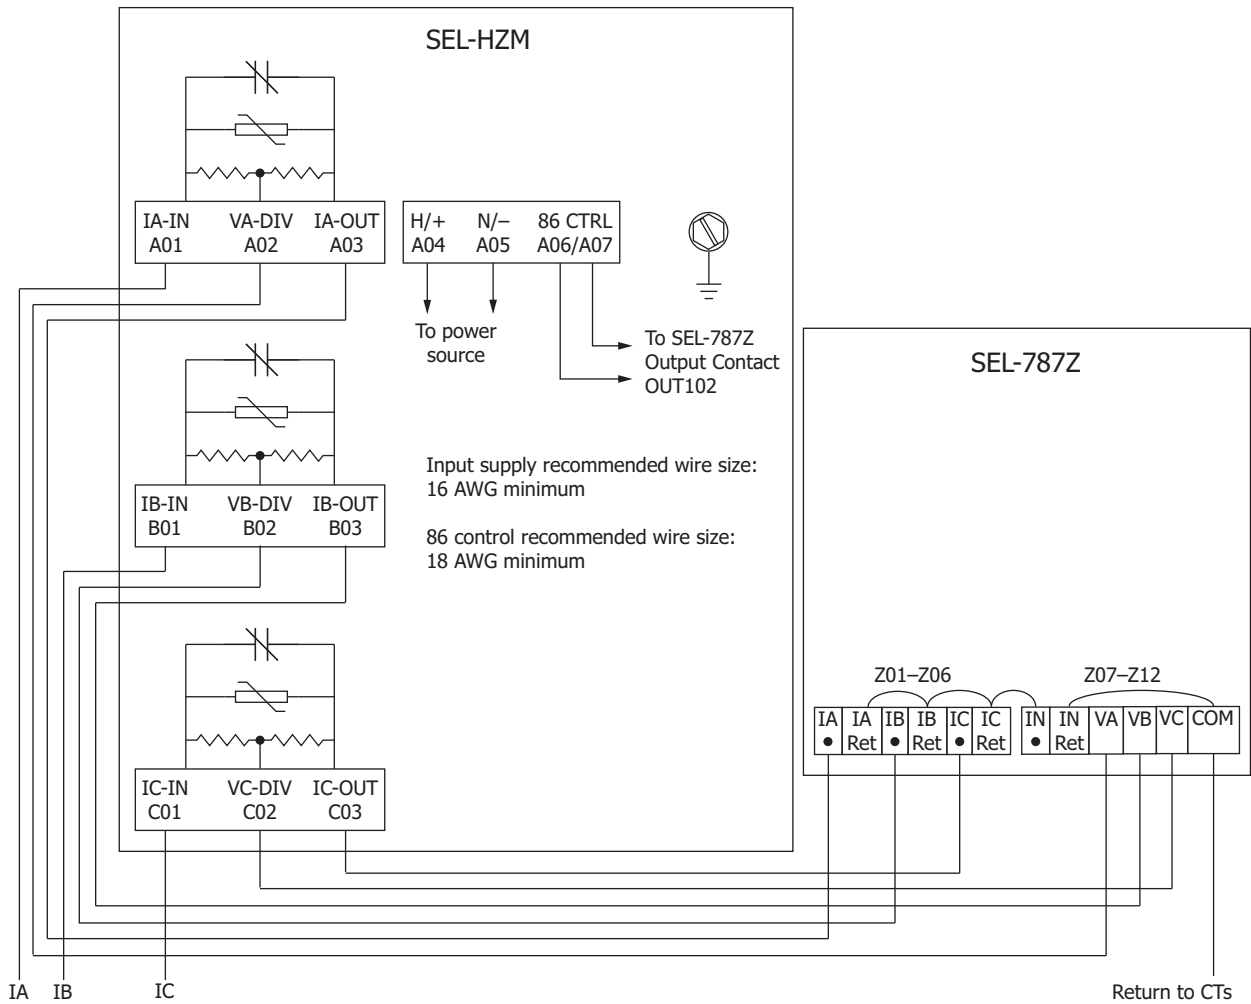 SEL-HZM
IA-IN VA-DIV IA-OUT
A01 A02 A03
H/+ N/– 86 CTRL
A04 A05 A06/A07
To power
source
To SEL-787Z
Output Contact
OUT102
SEL-787Z
IB-IN VB-DIV IB-OUT
B01 B02 B03
Input supply recommended wire size:
16 AWG minimum
86 control recommended wire size:
18 AWG minimum
Z01–Z06 Z07–Z12
IA IA IB IB IC IC IN IN VA VB VC COM
Ret Ret Ret Ret
IC-IN VC-DIV IC-OUT
C01 C02 C03
IA IB IC Return to CTs